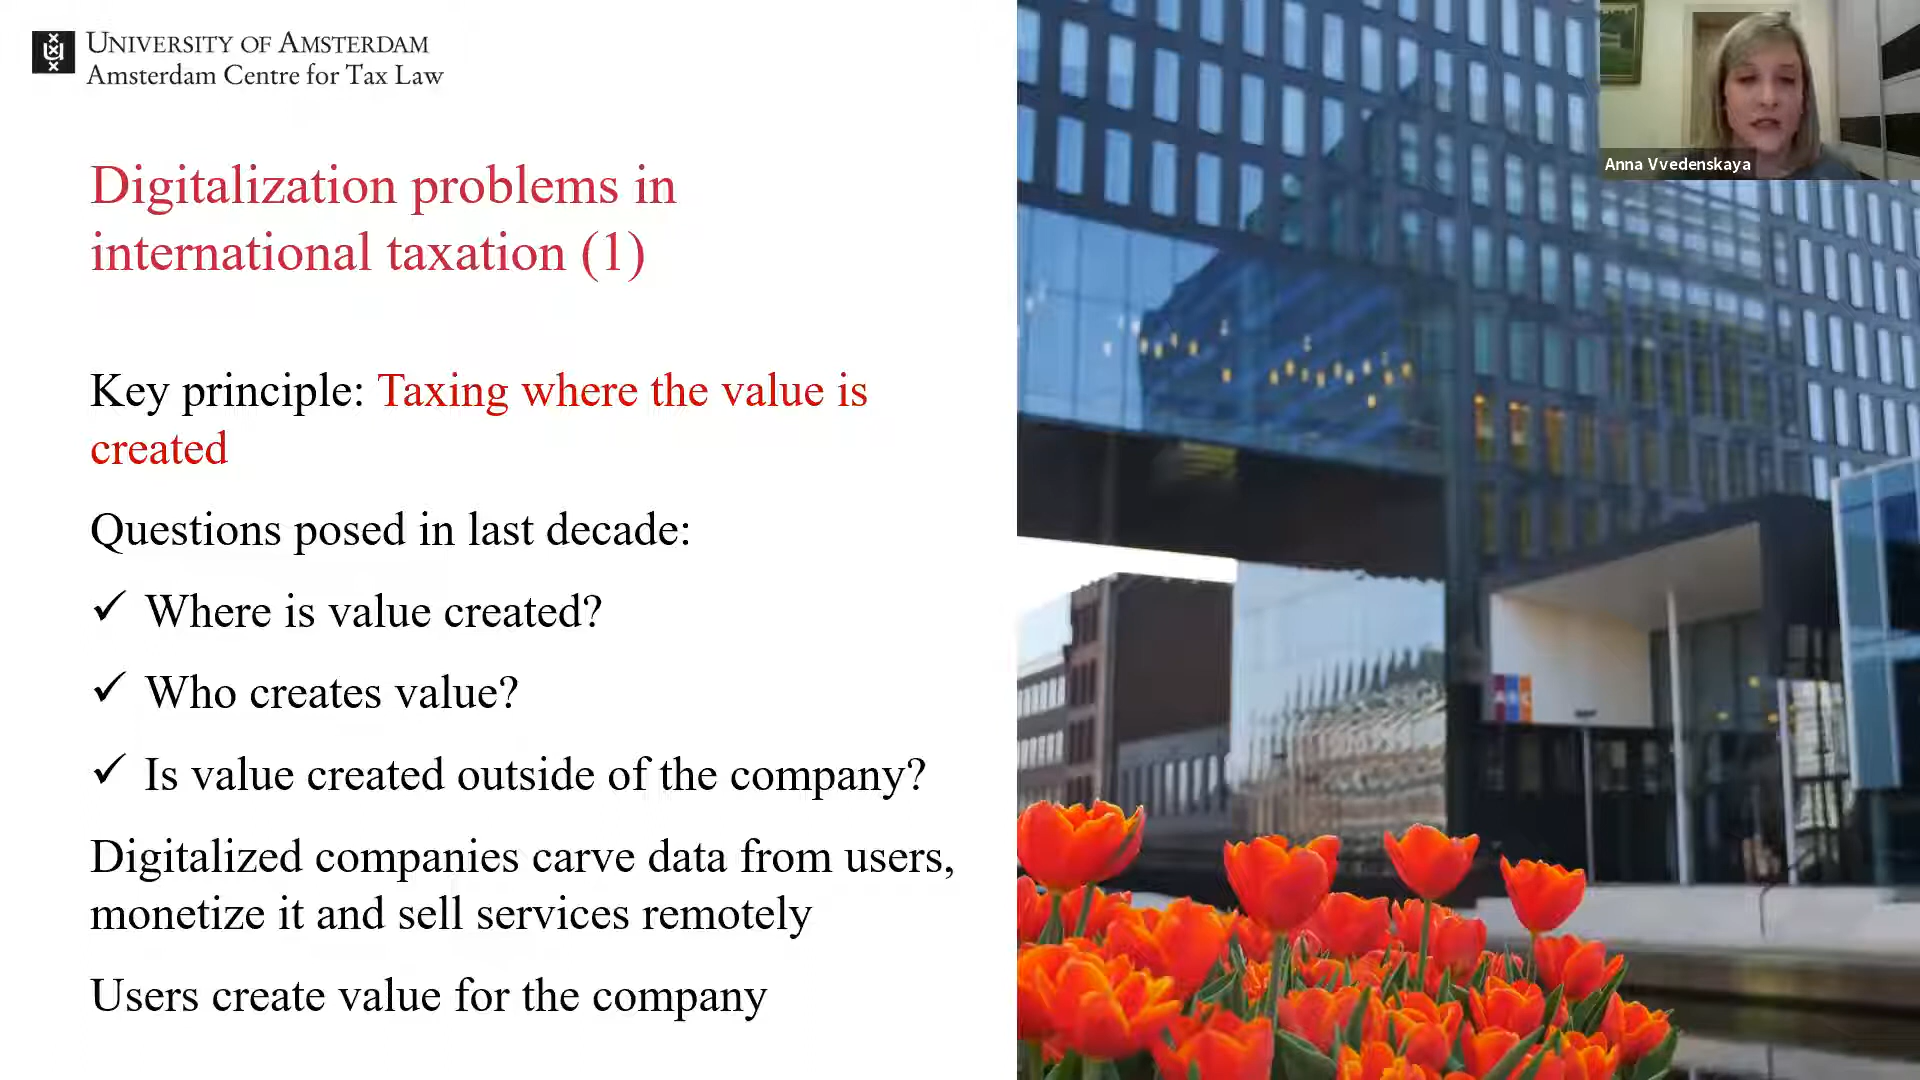 UNIVERSITY OF AMSTERDAM
Amsterdam Centre for Tax Law
Anna Vvedenskaya
Digitalization problems in
international taxation (1)
Key principle: Taxing where the value is
created
Questions posed in last decade:
✓ Where is value created?
✓ Who creates value?
✓ Is value created outside of the company?
Digitalized companies carve data from users,
monetize it and sell services remotely
Users create value for the company